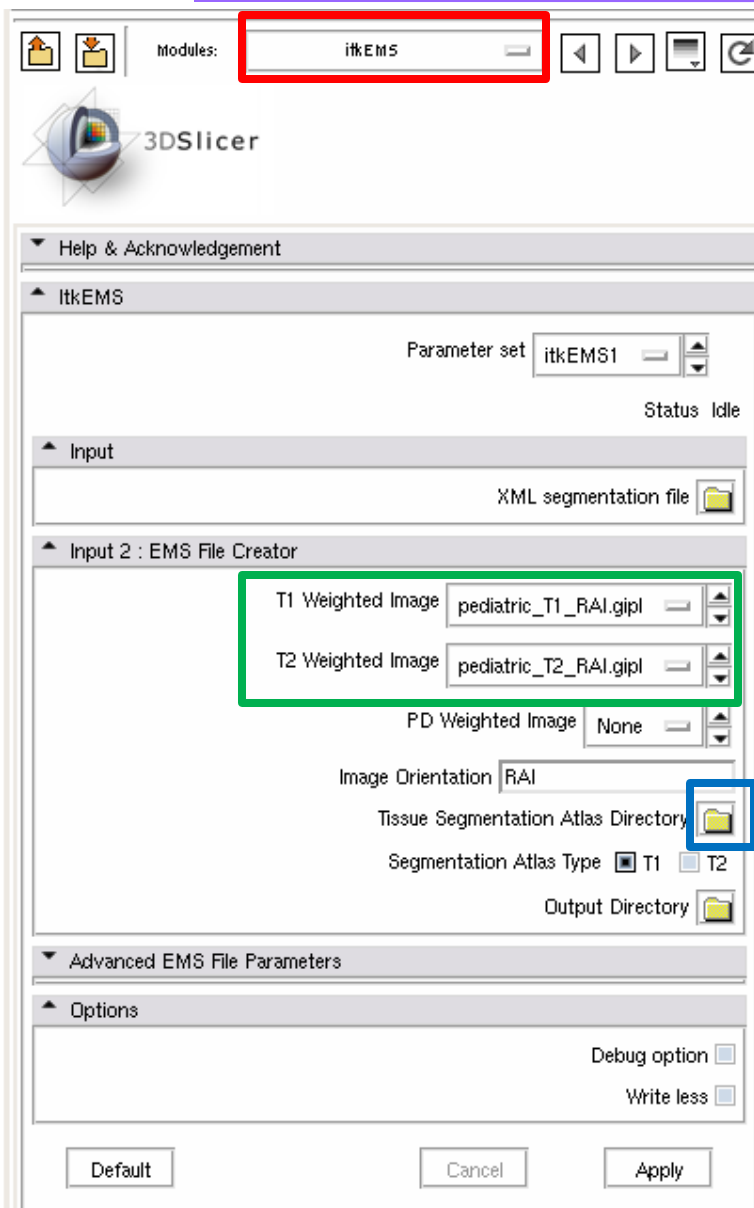 Modules: itkEMS
3DSlicer
Help & Acknowledgement
ItkEMS
Parameter set itkEMS1
Status Idle
Input
XML segmentation file
Input 2 : EMS File Creator
T1 Weighted Image pediatric_T1_RAI.gipl
T2 Weighted Image pediatric_T2_RAI.gipl
PD Weighted Image None
Image Orientation RAI
Tissue Segmentation Atlas Directory
Segmentation Atlas Type T1 T2
Output Directory
Advanced EMS File Parameters
Options
Debug option
Write less
Default Cancel Apply